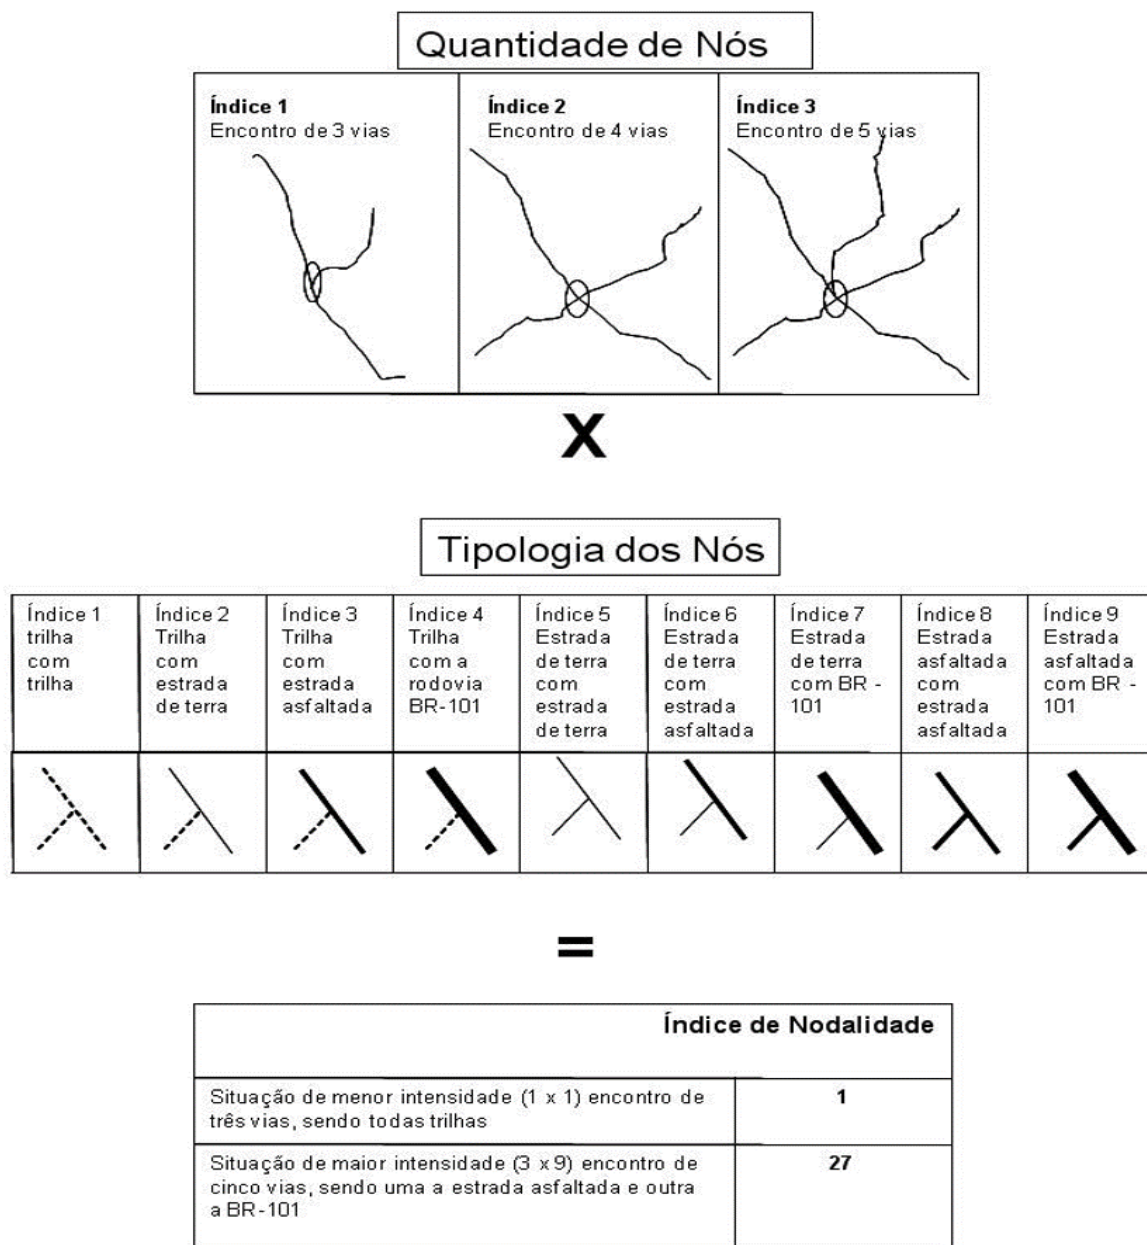 Quantidade de Nós
Índice 1
Encontro de 3 vias
Índice 2
Encontro de 4 vias
Índice 3
Encontro de 5 vias
X
Tipologia dos Nós
Índice 1
trilha
com
trilha
Índice 2
Trilha
com
estrada
de terra
Índice 3
Trilha
com
estrada
asfaltada
Índice 4
Trilha
com a
rodovia
BR-101
Índice 5
Estrada
de terra
com
estrada
de terra
Índice 6
Estrada
de terra
com
estrada
asfaltada
Índice 7
Estrada
de terra
com BR -
101
Índice 8
Estrada
asfaltada
com
estrada
asfaltada
Índice 9
Estrada
asfaltada
com BR -
101
=
Índice de Nodalidade
Situação de menor intensidade (1 x 1) encontro de
três vias, sendo todas trilhas
1
Situação de maior intensidade (3 x 9) encontro de
cinco vias, sendo uma a estrada asfaltada e outra
a BR-101
27